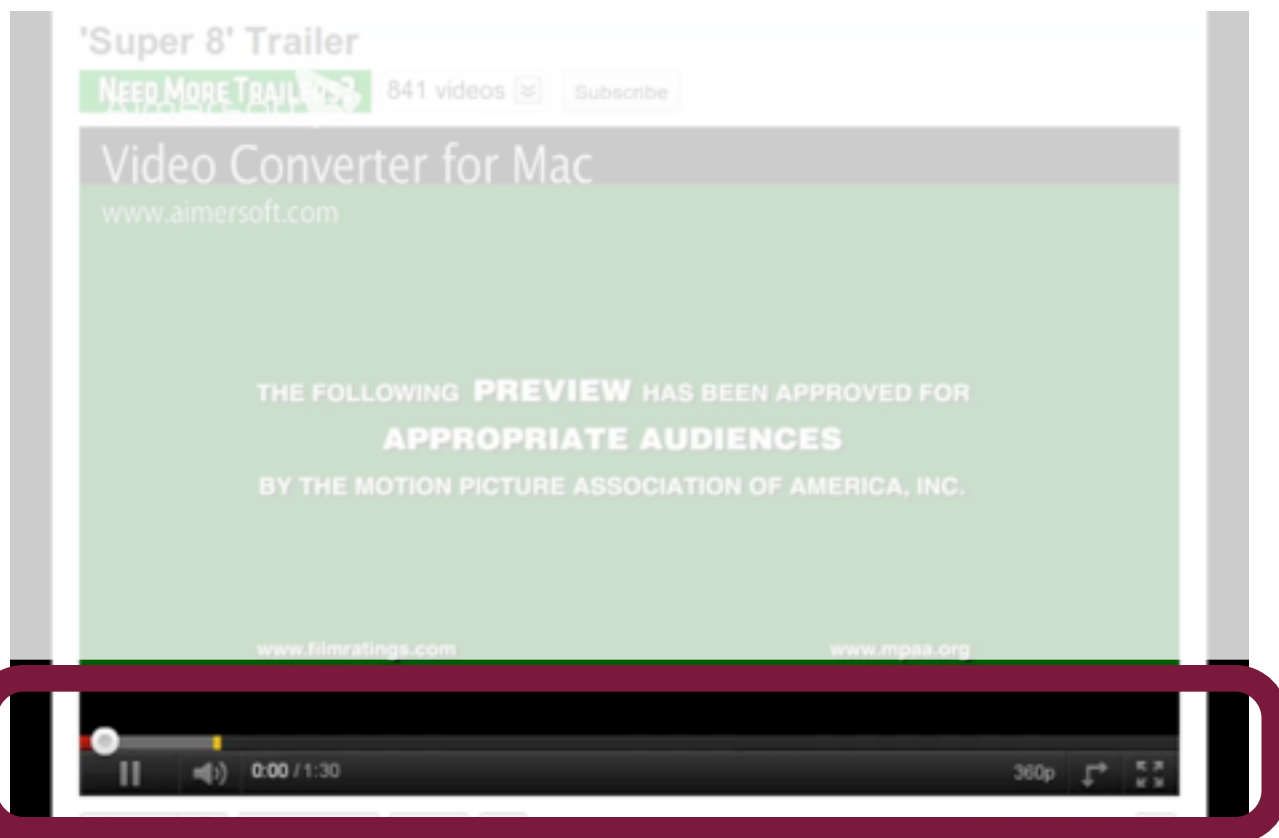 'Super 8' Trailer
NEED MORE TRAILERS? 841 videos Subscribe
Aimersoft
Video Converter for Mac
www.aimersoft.com
THE FOLLOWING PREVIEW HAS BEEN APPROVED FOR
APPROPRIATE AUDIENCES
BY THE MOTION PICTURE ASSOCIATION OF AMERICA, INC.
www.filmratings.com www.mpaa.org
0:00 / 1:30 360p